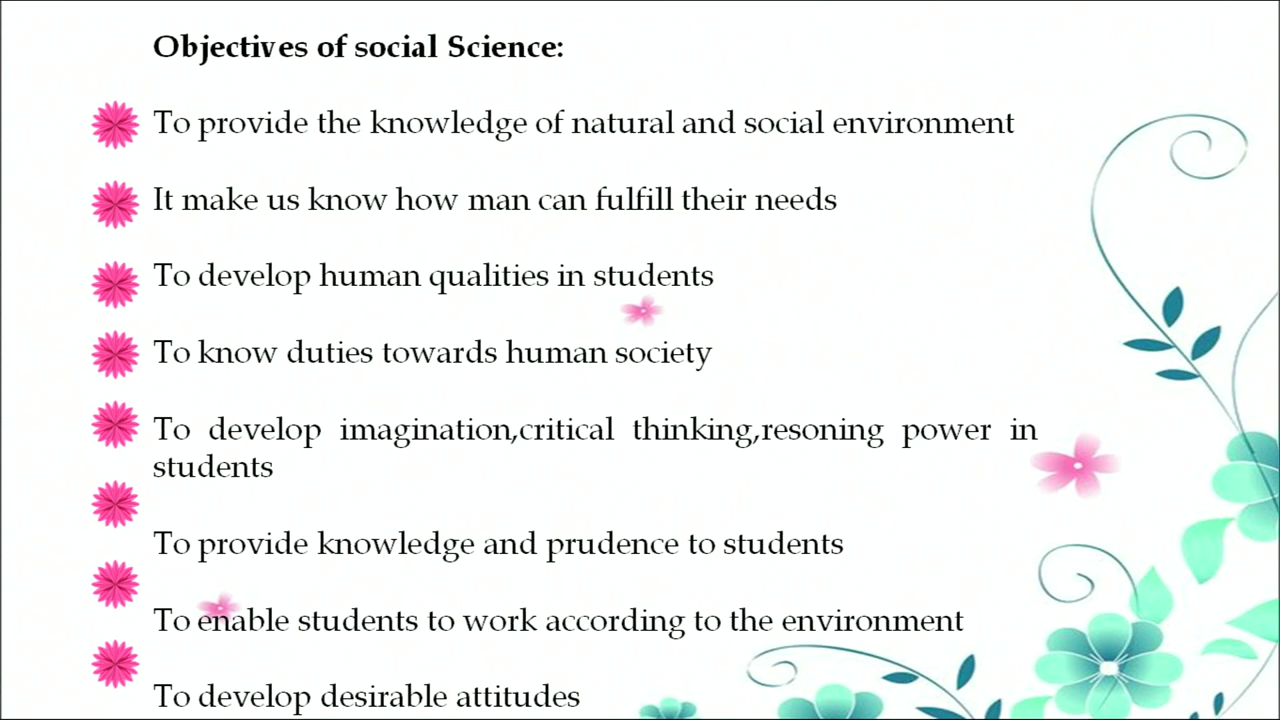 Objectives of social Science:
To provide the knowledge of natural and social environment
It make us know how man can fulfill their needs
To develop human qualities in students
To know duties towards human society
To develop imagination,critical thinking,resoning power in
students
To provide knowledge and prudence to students
To enable students to work according to the environment
To develop desirable attitudes